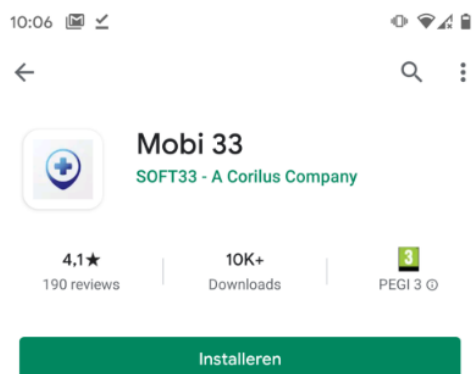 10:06
Mobi 33
SOFT33 - A Corilus Company
4,1★
190 reviews
10K+
Downloads
3
PEGI 3
Installeren